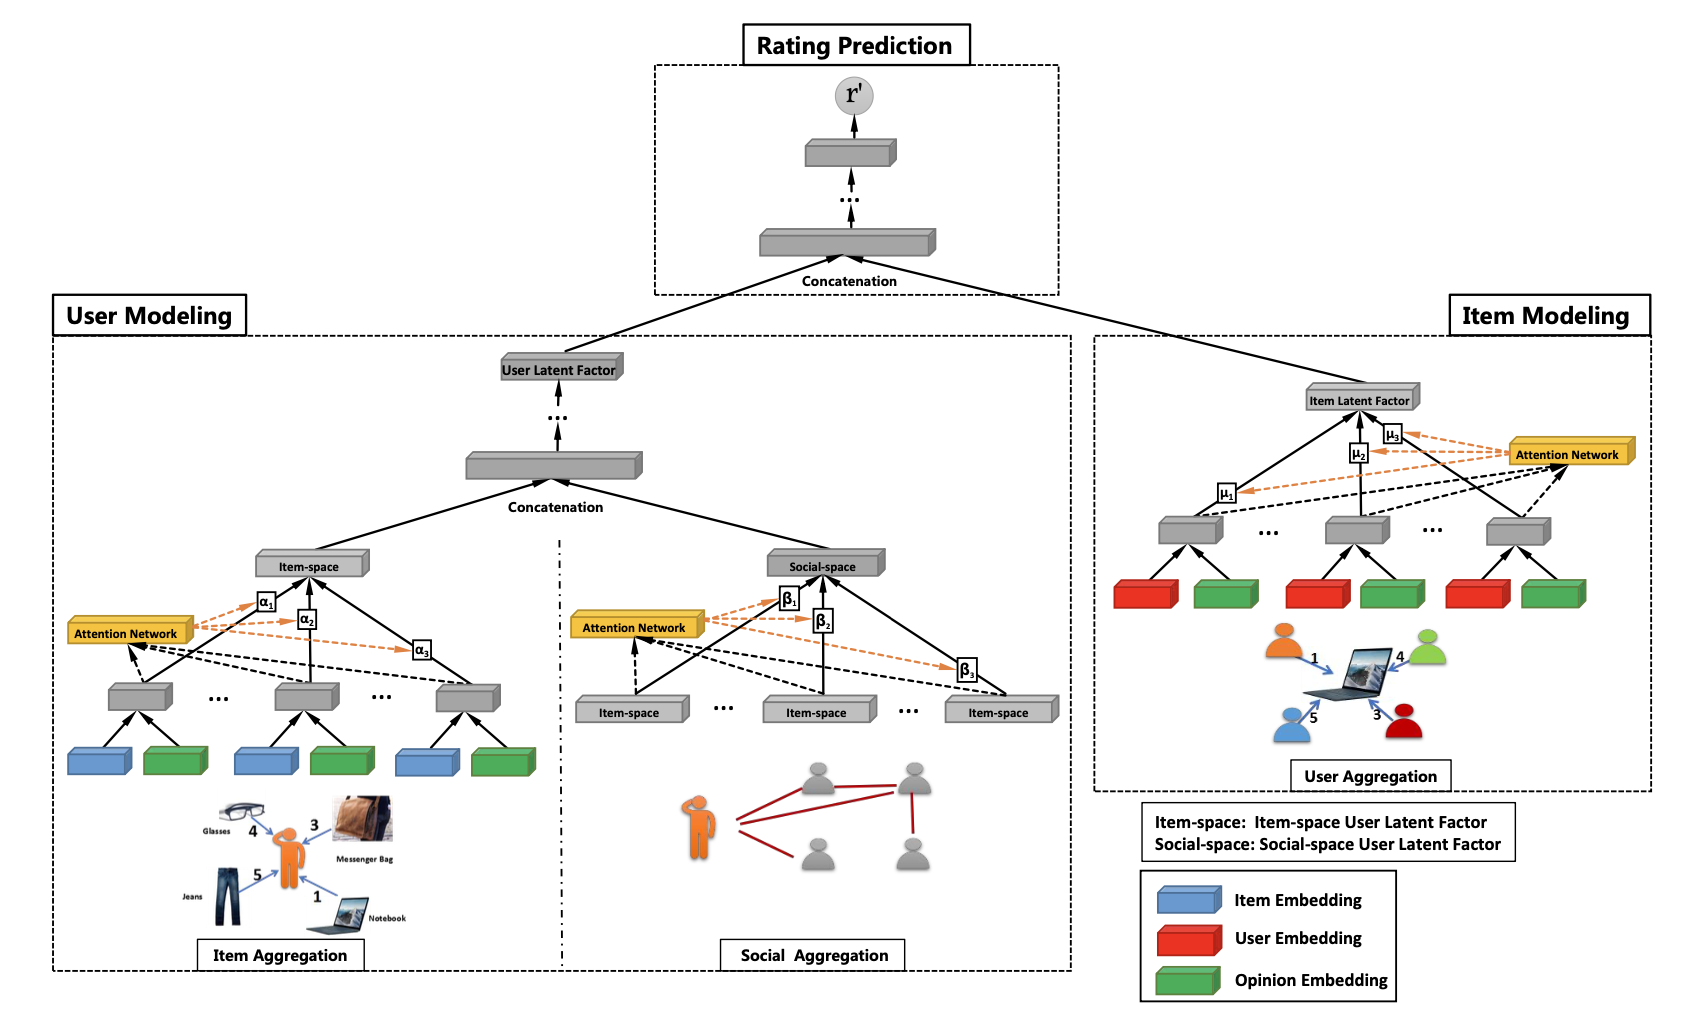 Rating Prediction
r'
...
Concatenation
User Modeling
Item Modeling
User Latent Factor
...
Concatenation
Item-space
Social-space
α1
α2
α3
Attention Network
... ...
β1
β2
β3
Attention Network
Item-space ... Item-space ... Item-space
Glasses
4
3
Messenger Bag
Jeans
5
1
Notebook
Item Aggregation
Social Aggregation
Item Latent Factor
μ3
μ2
μ1
Attention Network
... ...
1
4
5
3
User Aggregation
Item-space: Item-space User Latent Factor
Social-space: Social-space User Latent Factor
Item Embedding
User Embedding
Opinion Embedding